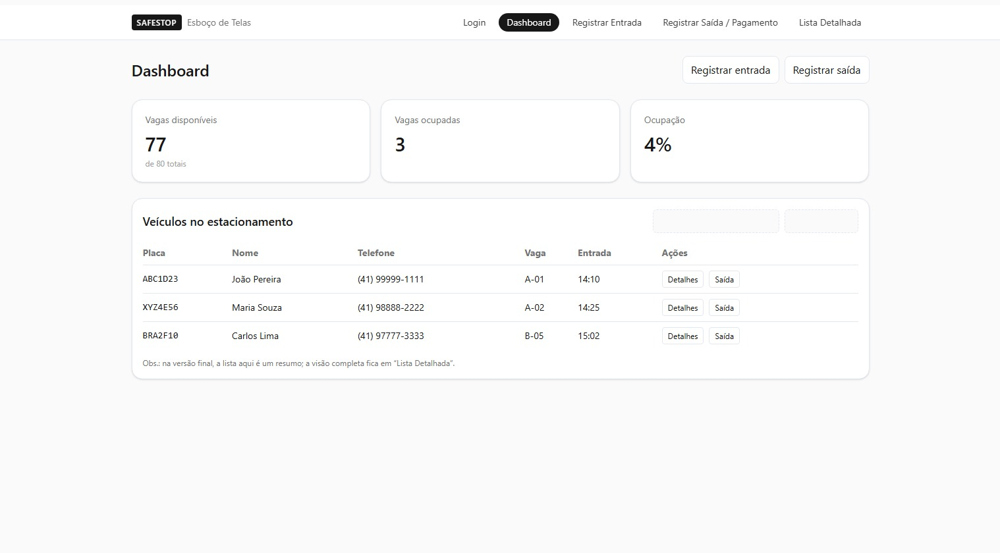 SAFESTOP Esboço de Telas Login Dashboard Registrar Entrada Registrar Saída / Pagamento Lista Detalhada
Dashboard Registrar entrada Registrar saída
Vagas disponíveis Vagas ocupadas Ocupação
77 3 4%
de 80 totais
Veículos no estacionamento
Placa Nome Telefone Vaga Entrada Ações
ABC1D23 João Pereira (41) 99999-1111 A-01 14:10 Detalhes Saída
XYZ4E56 Maria Souza (41) 98888-2222 A-02 14:25 Detalhes Saída
BRA2F10 Carlos Lima (41) 97777-3333 B-05 15:02 Detalhes Saída
Obs.: na versão final, a lista aqui é um resumo; a visão completa fica em “Lista Detalhada”.